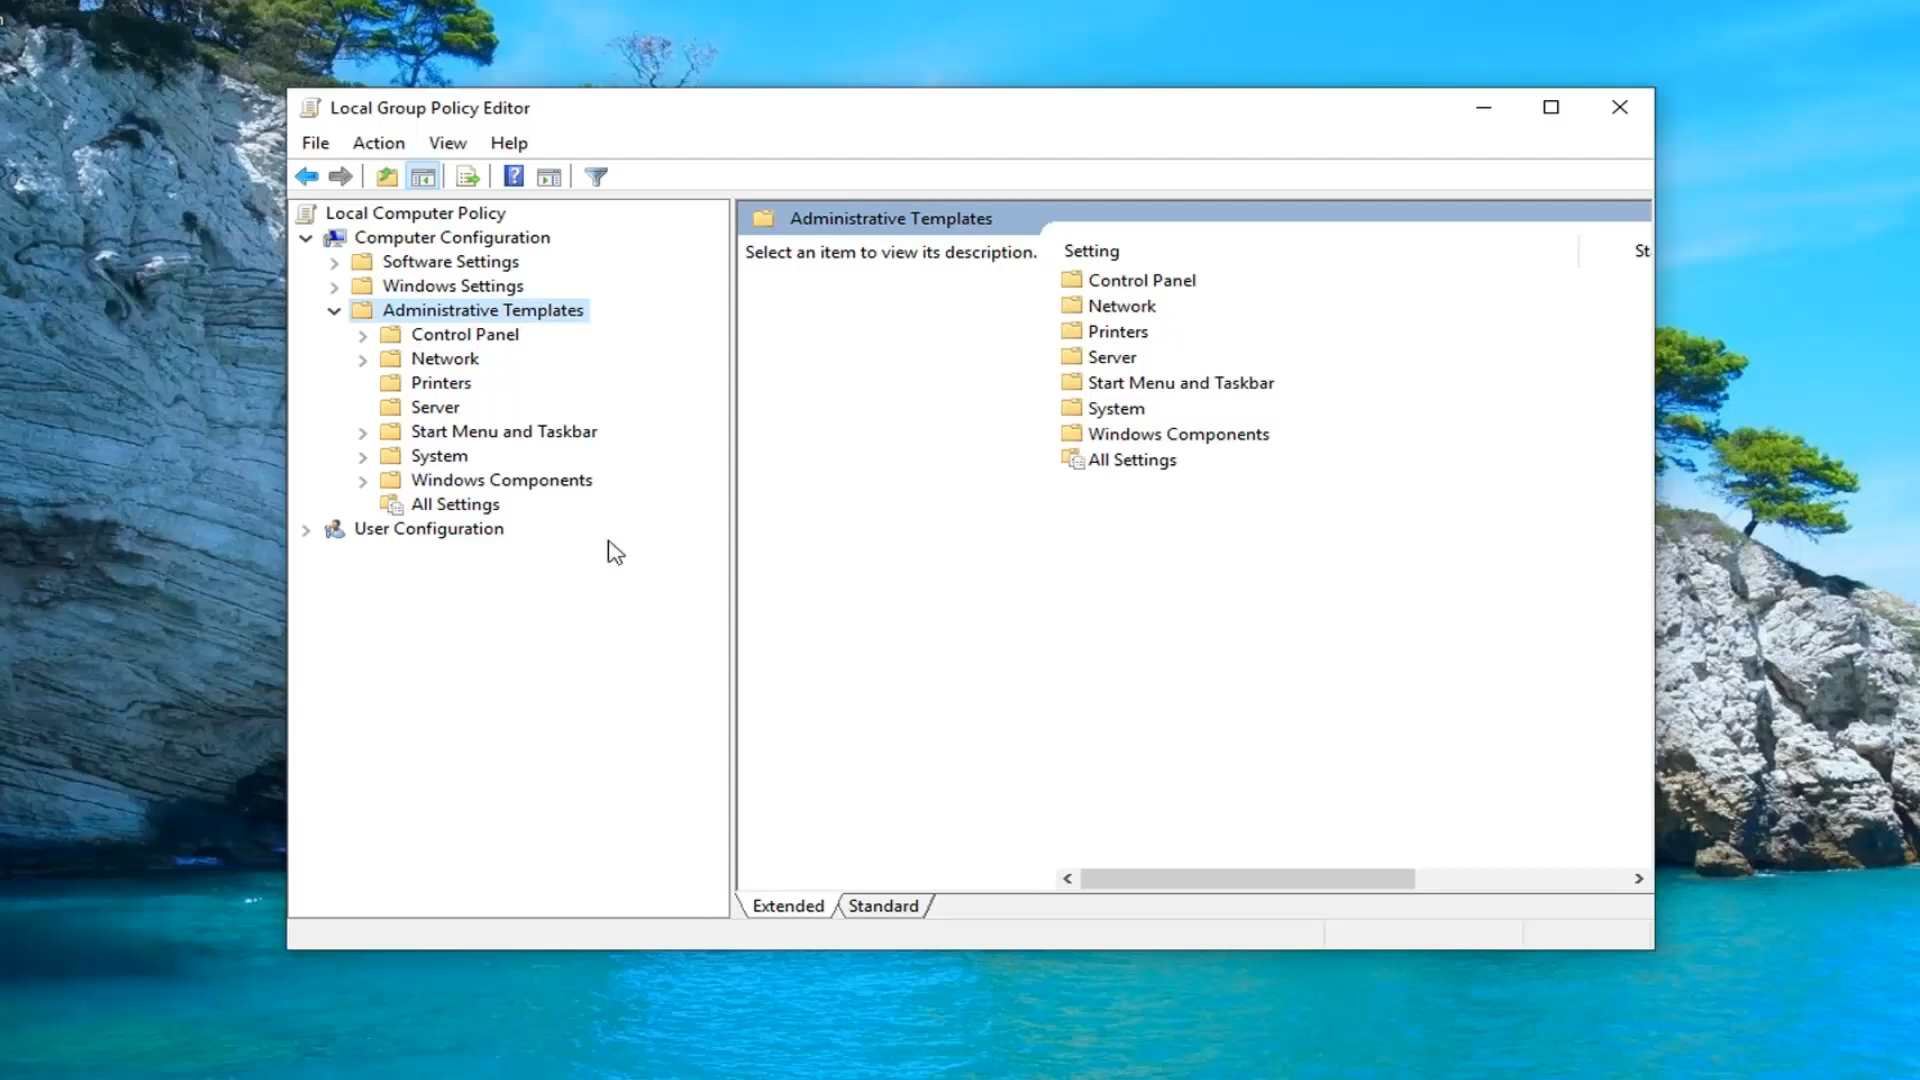 Local Group Policy Editor
File Action View Help
Local Computer Policy
Computer Configuration
Software Settings
Windows Settings
Administrative Templates
Control Panel
Network
Printers
Server
Start Menu and Taskbar
System
Windows Components
All Settings
User Configuration
Administrative Templates
Select an item to view its description.
Setting St
Control Panel
Network
Printers
Server
Start Menu and Taskbar
System
Windows Components
All Settings
Extended Standard